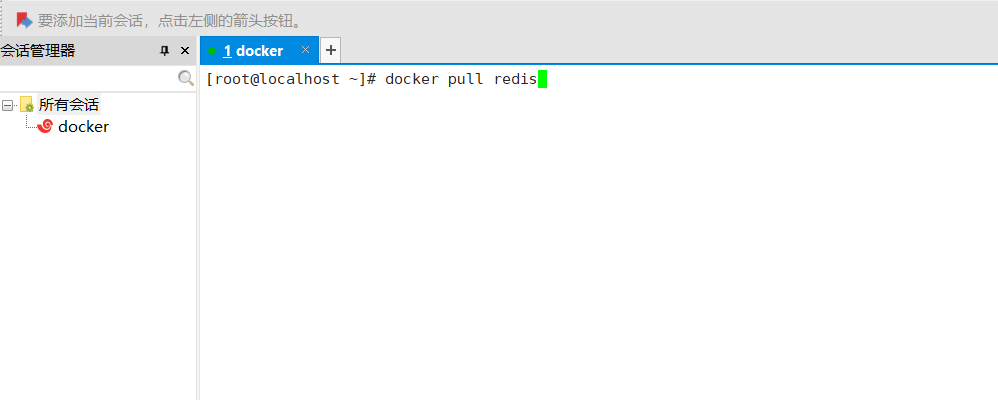 要添加当前会话，点击左侧的箭头按钮。
会话管理器
1 docker
[root@localhost ~]# docker pull redis
所有会话
docker